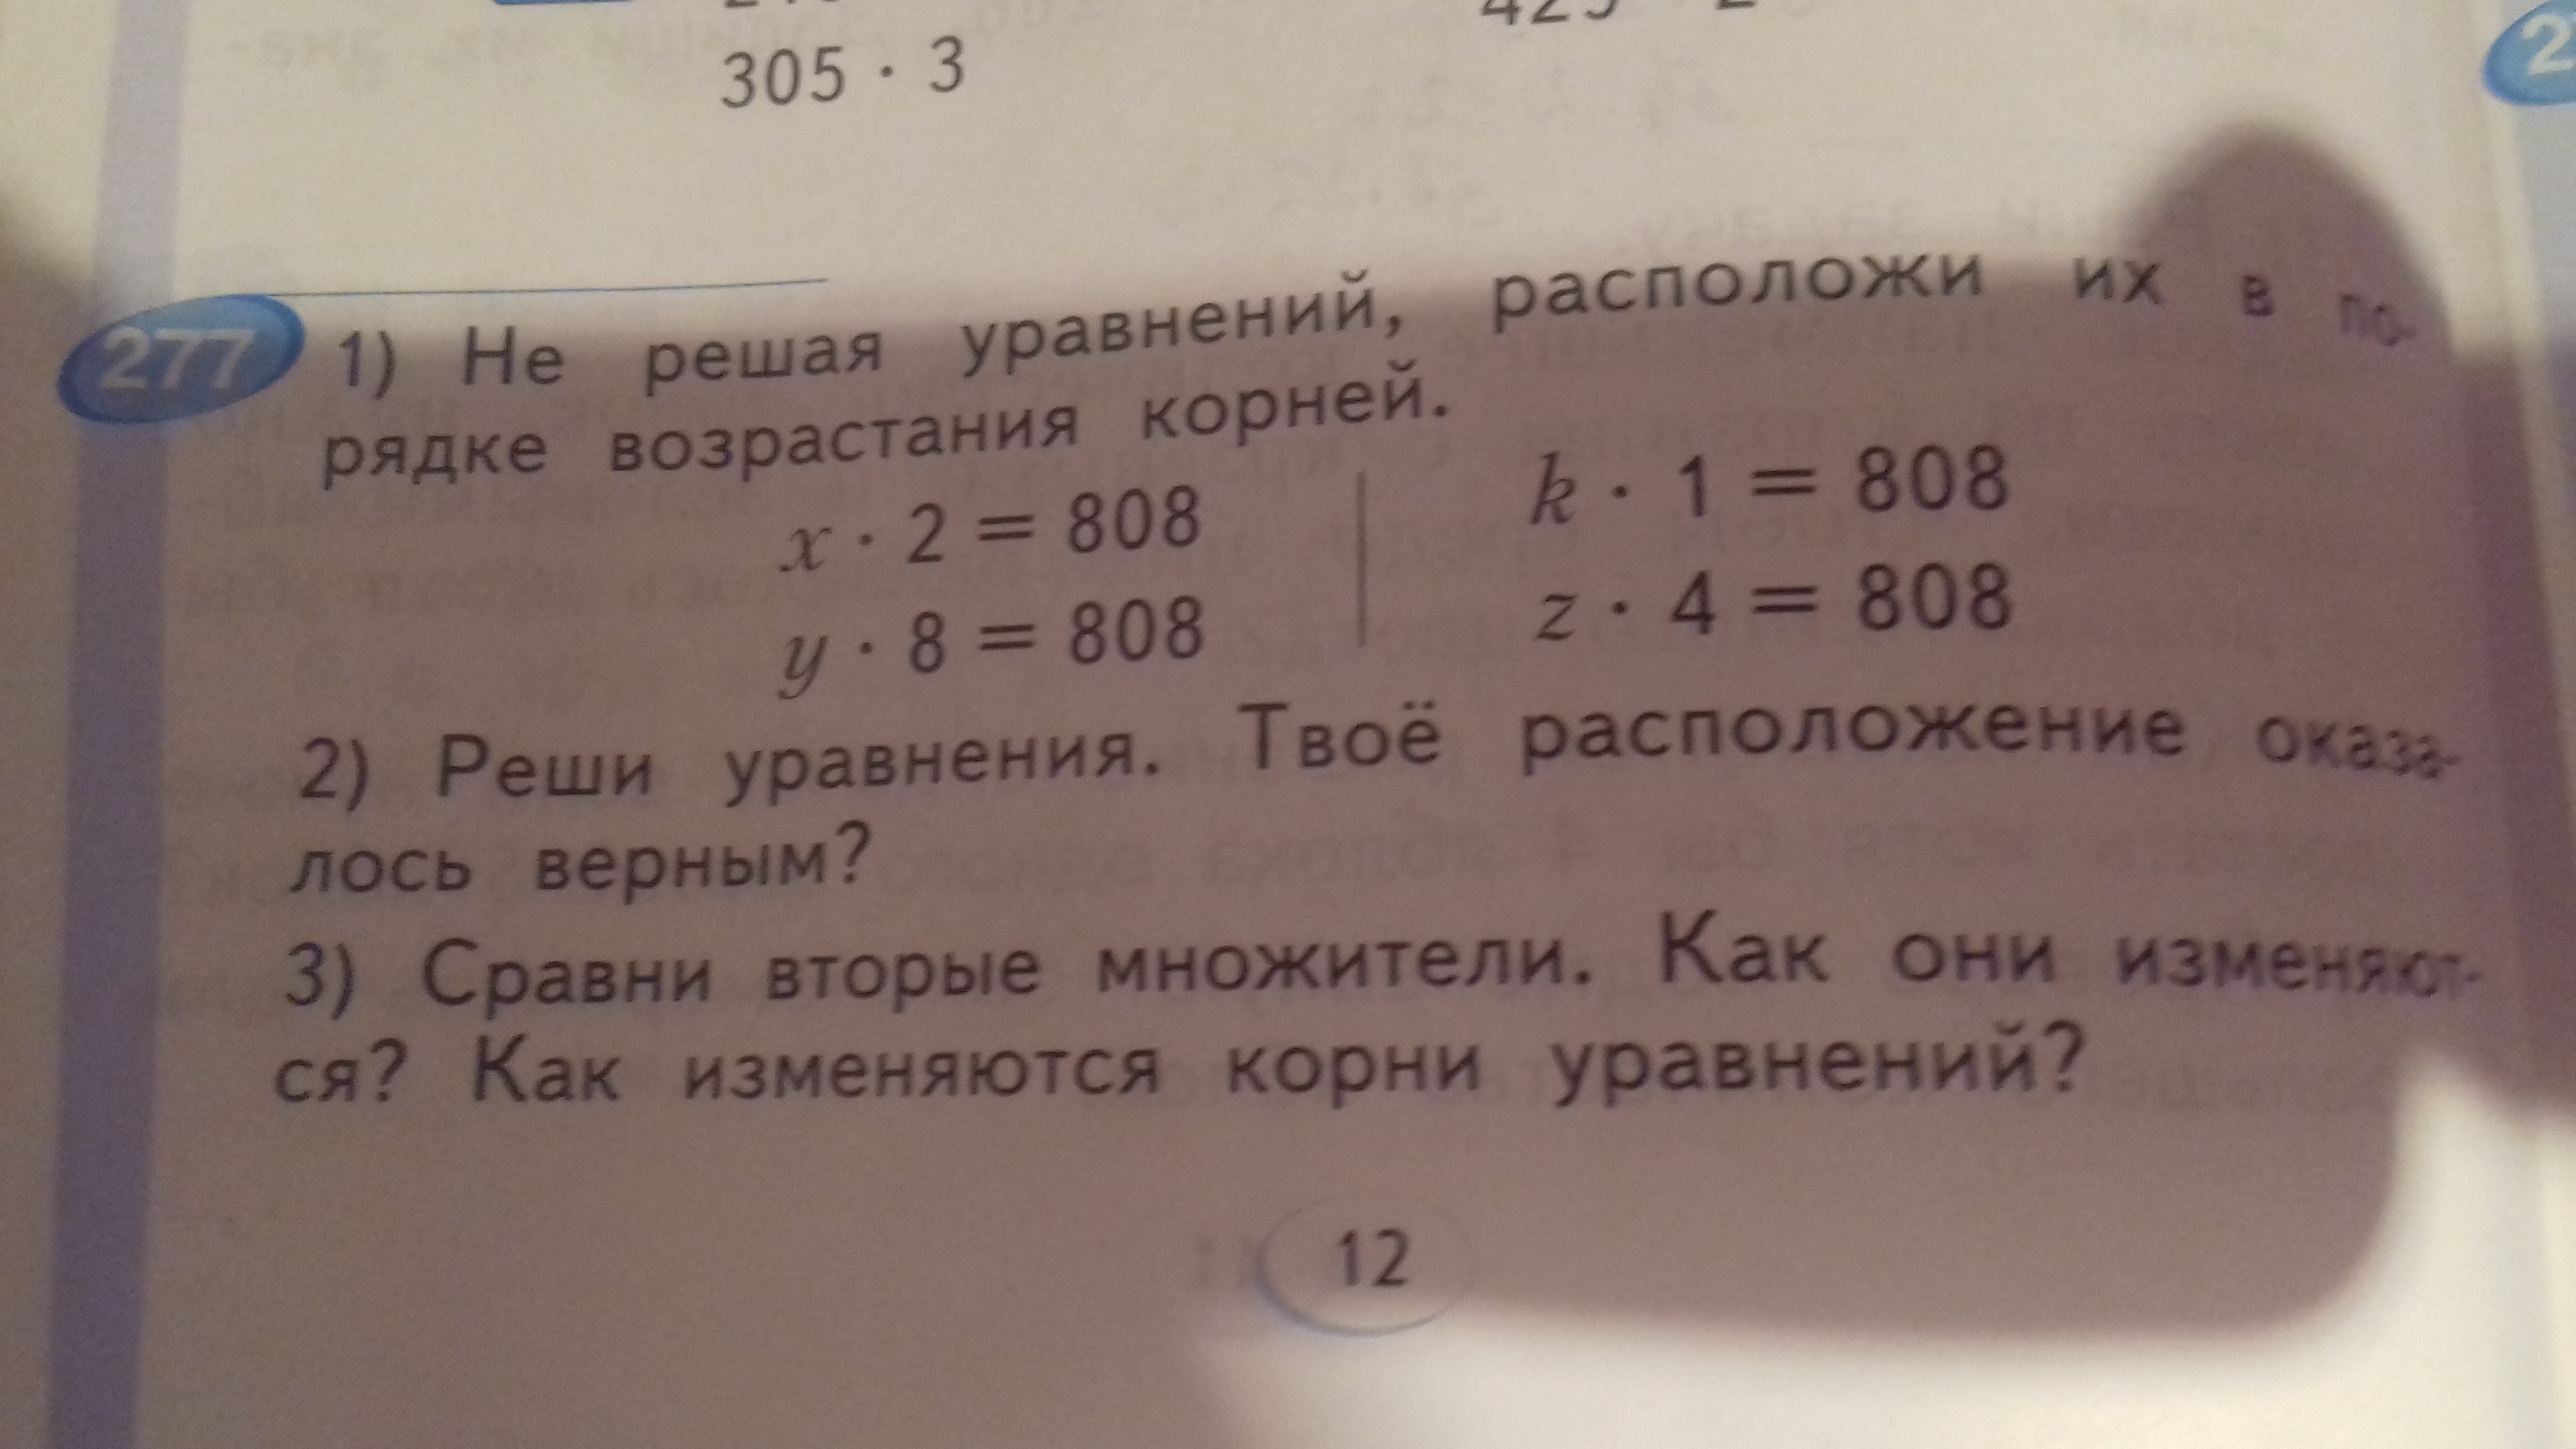 305 · 3
277 1) Не решая уравнений, расположи их в по-
рядке возрастания корней.
x · 2 = 808 k · 1 = 808
y · 8 = 808 z · 4 = 808
2) Реши уравнения. Твоё расположение оказа-
лось верным?
3) Сравни вторые множители. Как они изменяют-
ся? Как изменяются корни уравнений?
12